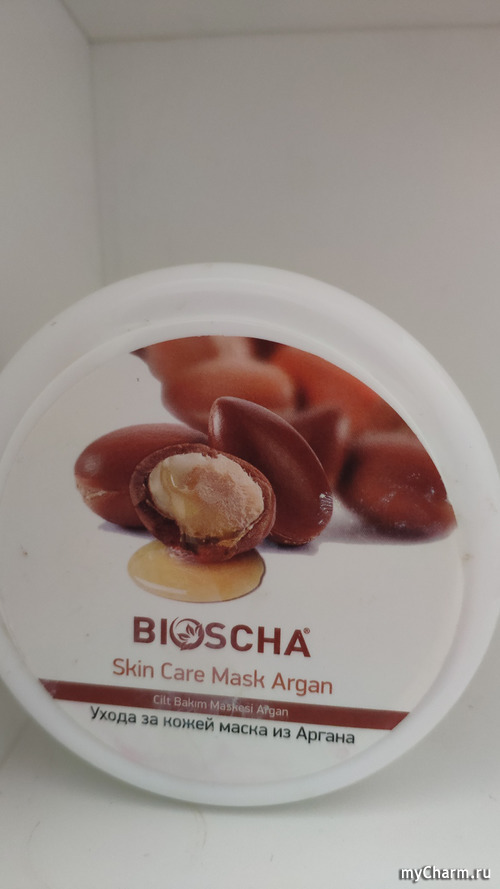 BIOSCHA®
Skin Care Mask Argan
Cilt Bakım Maskesi Argan
Ухода за кожей маска из Аргана
myCharm.ru